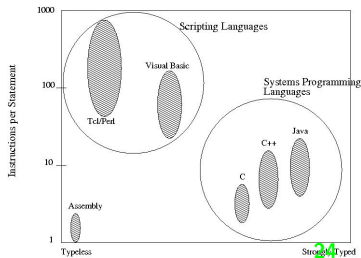 1000
Scripting Languages
Visual Basic
Systems Programming
Languages
100
Tcl/Perl
Java
C++
C
10
Assembly
1
Typeless
Strongly Typed
24
Instructions per Statement